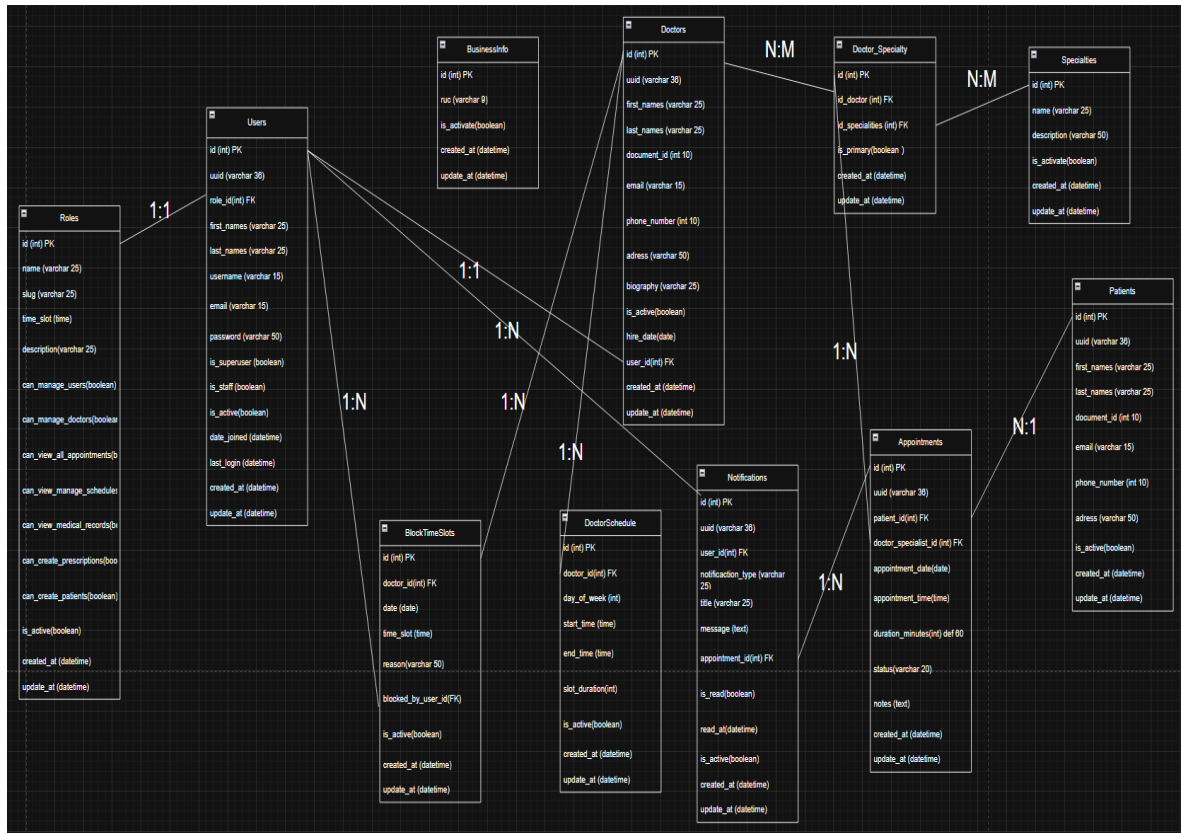 Roles
id (int) PK
name (varchar 25)
slug (varchar 25)
time_slot (time)
description(varchar 25)
can_manage_users(boolean)
can_manage_doctors(boolear
can_view_all_appointments(b
can_view_manage_schedules
can_view_medical_records(b
can_create_prescriptions(boo
can_create_patients(boolean)
is_active(boolean)
created_at (datetime)
update_at (datetime)
1:1
Users
id (int) PK
uuid (varchar 36)
role_id(int) FK
first_names (varchar 25)
last_names (varchar 25)
username (varchar 15)
email (varchar 15)
password (varchar 50)
is_superuser (boolean)
is_staff (boolean)
is_active(boolean)
date_joined (datetime)
last_login (datetime)
created_at (datetime)
update_at (datetime)
1:N
BusinessInfo
id (int) PK
ruc (varchar 9)
is_activate(boolean)
created_at (datetime)
update_at (datetime)
1:1
1:N
1:N
1:N
BlockTimeSlots
id (int) PK
doctor_id(int) FK
date (date)
time_slot (time)
reason(varchar 50)
blocked_by_user_id(FK)
is_active(boolean)
created_at (datetime)
update_at (datetime)
DoctorSchedule
id (int) PK
doctor_id(int) FK
day_of_week (int)
start_time (time)
end_time (time)
slot_duration(int)
is_active(boolean)
created_at (datetime)
update_at (datetime)
Doctors
id (int) PK
uuid (varchar 36)
first_names (varchar 25)
last_names (varchar 25)
document_id (int 10)
email (varchar 15)
phone_number (int 10)
adress (varchar 50)
biography (varchar 25)
is_active(boolean)
hire_date(date)
user_id(int) FK
created_at (datetime)
update_at (datetime)
N:M
Notifications
id (int) PK
uuid (varchar 36)
user_id(int) FK
notificaction_type (varchar
25)
title (varchar 25)
message (text)
appointment_id(int) FK
is_read(boolean)
read_at(datetime)
is_active(boolean)
created_at (datetime)
update_at (datetime)
1:N
Doctor_Specialty
id (int) PK
id_doctor (int) FK
id_specialities (int) FK
is_primary(boolean )
created_at (datetime)
update_at (datetime)
N:M
1:N
Specialties
id (int) PK
name (varchar 25)
description (varchar 50)
is_activate(boolean)
created_at (datetime)
update_at (datetime)
Appointments
id (int) PK
uuid (varchar 36)
patient_id(int) FK
doctor_specialist_id (int) FK
appointment_date(date)
appointment_time(time)
duration_minutes(int) def 60
status(varchar 20)
notes (text)
created_at (datetime)
update_at (datetime)
N:1
Patients
id (int) PK
uuid (varchar 36)
first_names (varchar 25)
last_names (varchar 25)
document_id (int 10)
email (varchar 15)
phone_number (int 10)
adress (varchar 50)
is_active(boolean)
created_at (datetime)
update_at (datetime)